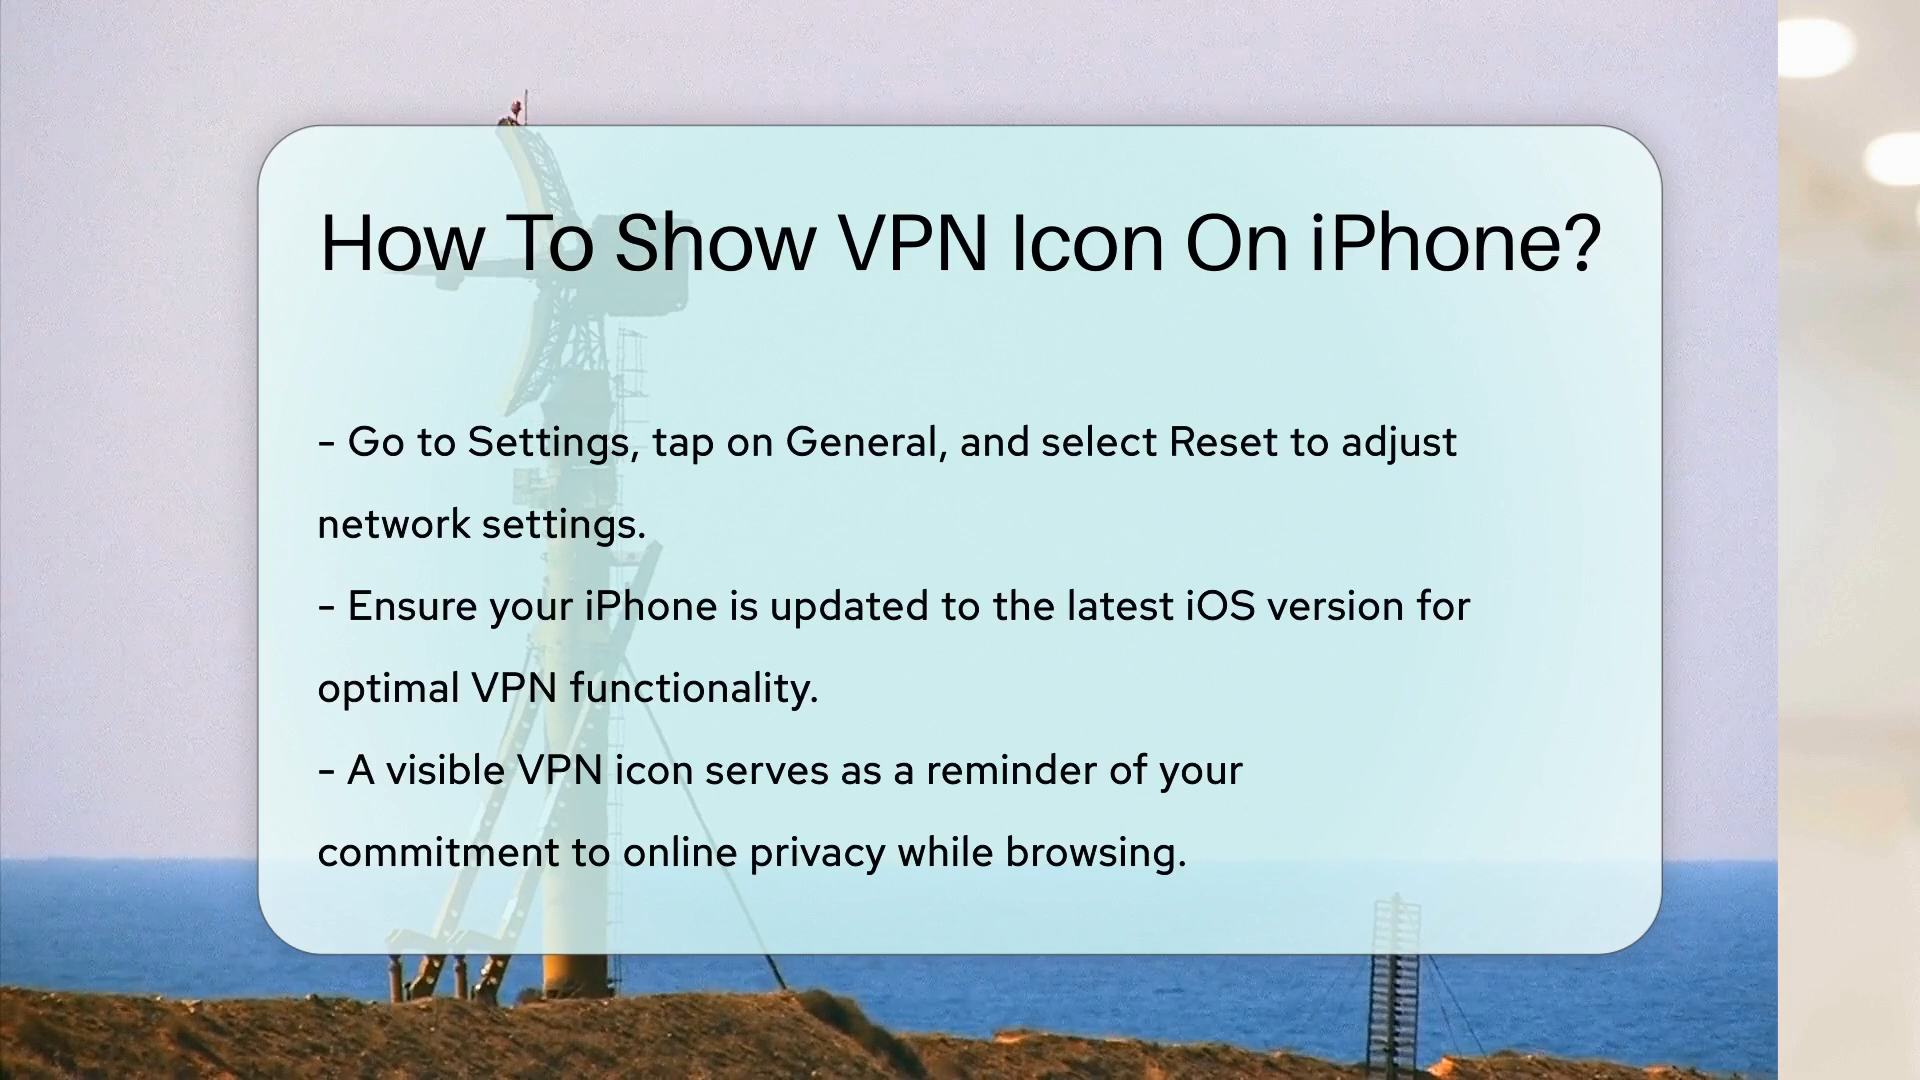 How To Show VPN Icon On iPhone?
- Go to Settings, tap on General, and select Reset to adjust
network settings.
- Ensure your iPhone is updated to the latest iOS version for
optimal VPN functionality.
- A visible VPN icon serves as a reminder of your
commitment to online privacy while browsing.